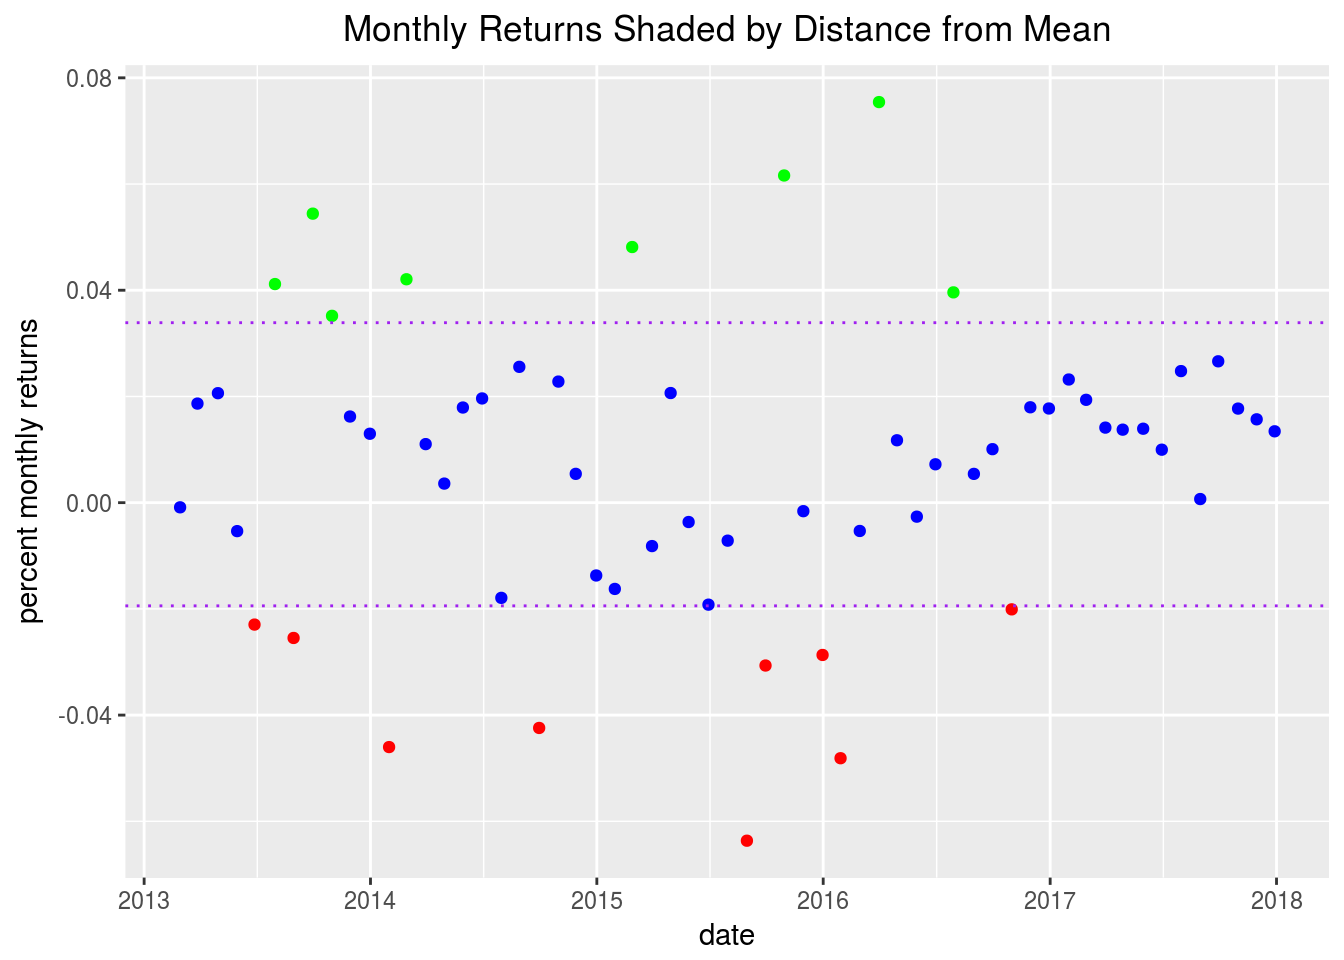 Monthly Returns Shaded by Distance from Mean
0.08
0.04
0.00
-0.04
percent monthly returns
2013 2014 2015 2016 2017 2018
date